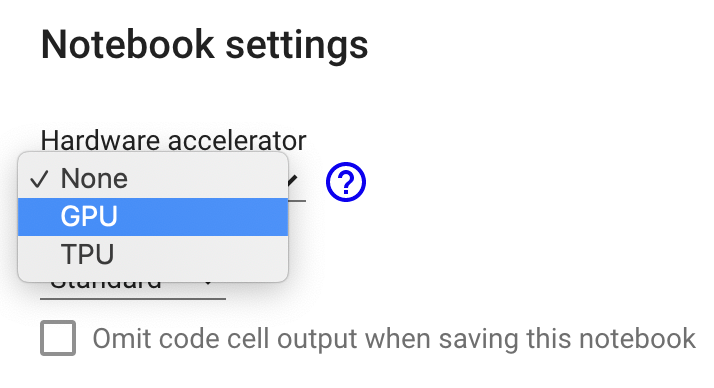 Notebook settings
Hardware accelerator
✓ None
?
GPU
TPU
Standard
Omit code cell output when saving this notebook